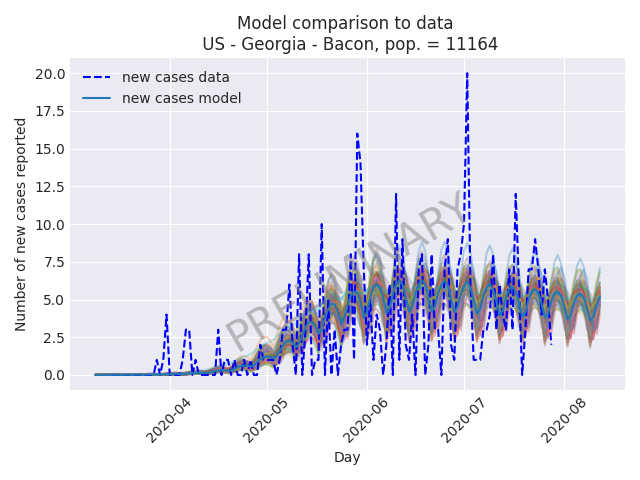 Model comparison to data
US - Georgia - Bacon, pop. = 11164
new cases data
new cases model
PRELIMINARY
Number of new cases reported
20.0
17.5
15.0
12.5
10.0
7.5
5.0
2.5
0.0
2020-04
2020-05
2020-06
2020-07
2020-08
Day